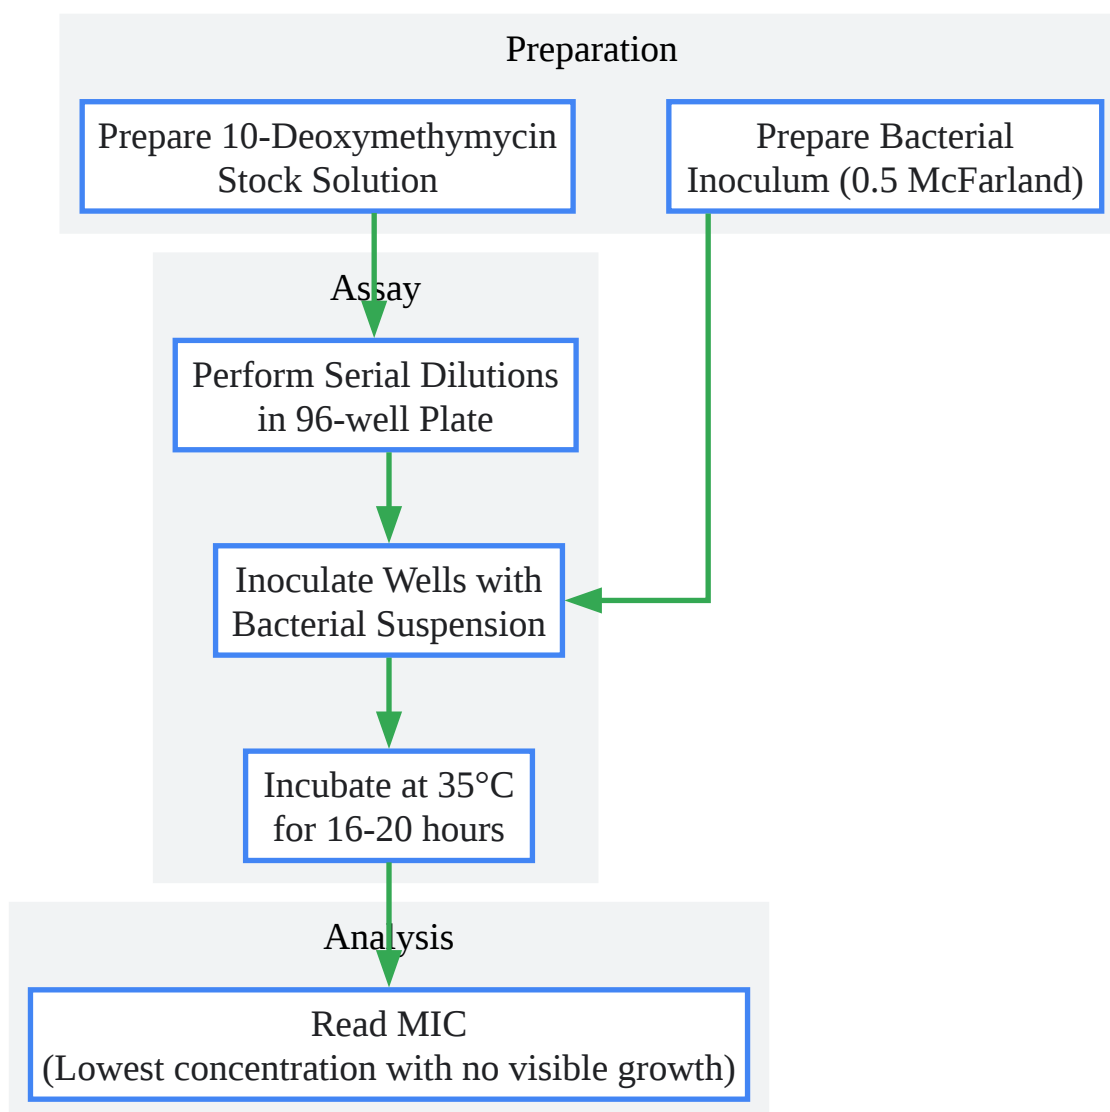 Preparation
Prepare 10-Deoxymethymycin
Stock Solution
Prepare Bacterial
Inoculum (0.5 McFarland)
Assay
Perform Serial Dilutions
in 96-well Plate
Inoculate Wells with
Bacterial Suspension
Incubate at 35°C
for 16-20 hours
Analysis
Read MIC
(Lowest concentration with no visible growth)